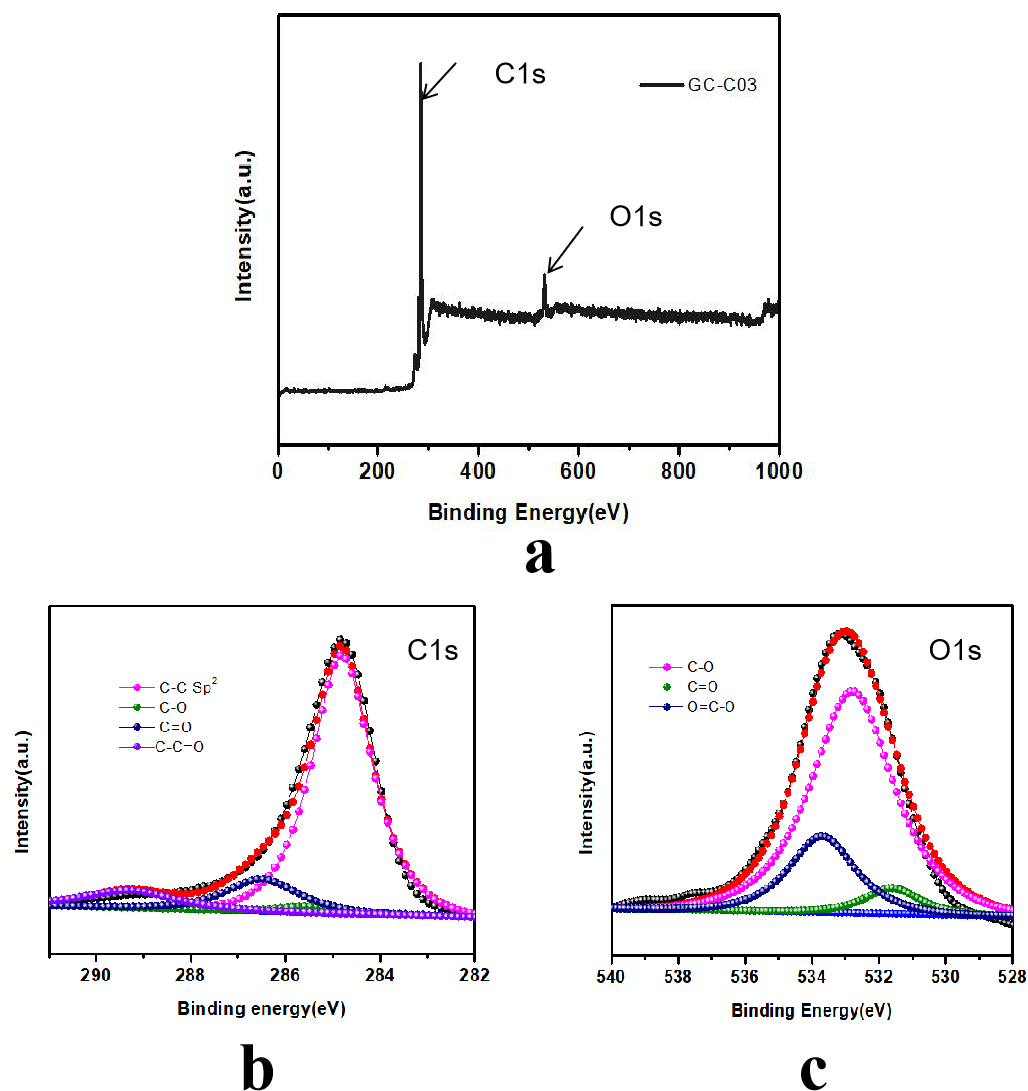 C1s
GC-C03
O1s
Intensity(a.u.)
0 200 400 600 800 1000
Binding Energy(eV)
a
C1s
C-C Sp²
C-O
C=O
C-C=O
Intensity(a.u.)
290 288 286 284 282
Binding energy(eV)
b
O1s
C-O
C=O
O=C-O
Intensity(a.u.)
540 538 536 534 532 530 528
Binding Energy(eV)
c